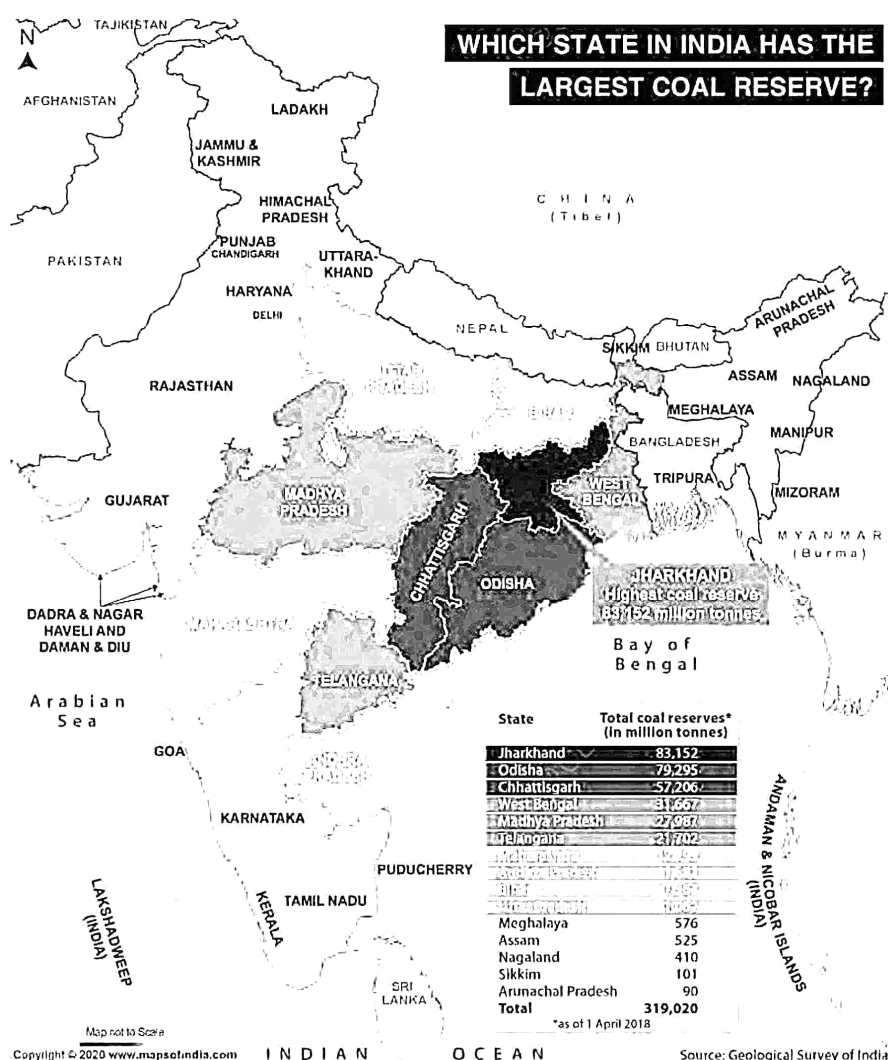 WHICH STATE IN INDIA HAS THE
LARGEST COAL RESERVE?
N
TAJIKISTAN
AFGHANISTAN
LADAKH
JAMMU &
KASHMIR
HIMACHAL
PRADESH
C H I N A
(Tibet)
PUNJAB
CHANDIGARH
PAKISTAN
UTTARA-
KHAND
HARYANA
DELHI
NEPAL
ARUNACHAL
PRADESH
SIKKIM
BHUTAN
RAJASTHAN
ASSAM
NAGALAND
MEGHALAYA
MANIPUR
BANGLADESH
TRIPURA
MIZORAM
WEST
BENGAL
MADHYA
PRADESH
GUJARAT
CHHATTISGARH
ODISHA
MYANMAR
(Burma)
JHARKHAND
Highest coal reserve
83,152 million tonnes
DADRA & NAGAR
HAVELI AND
DAMAN & DIU
Bay of
Bengal
TELANGANA
Arabian
Sea
GOA
KARNATAKA
PUDUCHERRY
TAMIL NADU
KERALA
LAKSHADWEEP
(INDIA)
ANDAMAN & NICOBAR ISLANDS
(INDIA)
SRI
LANKA
State Total coal reserves*
(in million tonnes)
Jharkhand 83,152
Odisha 79,295
Chhattisgarh 57,206
West Bengal 31,667
Madhya Pradesh 27,987
Telangana 21,702
Meghalaya 576
Assam 525
Nagaland 410
Sikkim 101
Arunachal Pradesh 90
Total 319,020
*as of 1 April 2018
Map not to Scale
Copyright © 2020 www.mapsofindia.com
INDIAN OCEAN
Source: Geological Survey of India